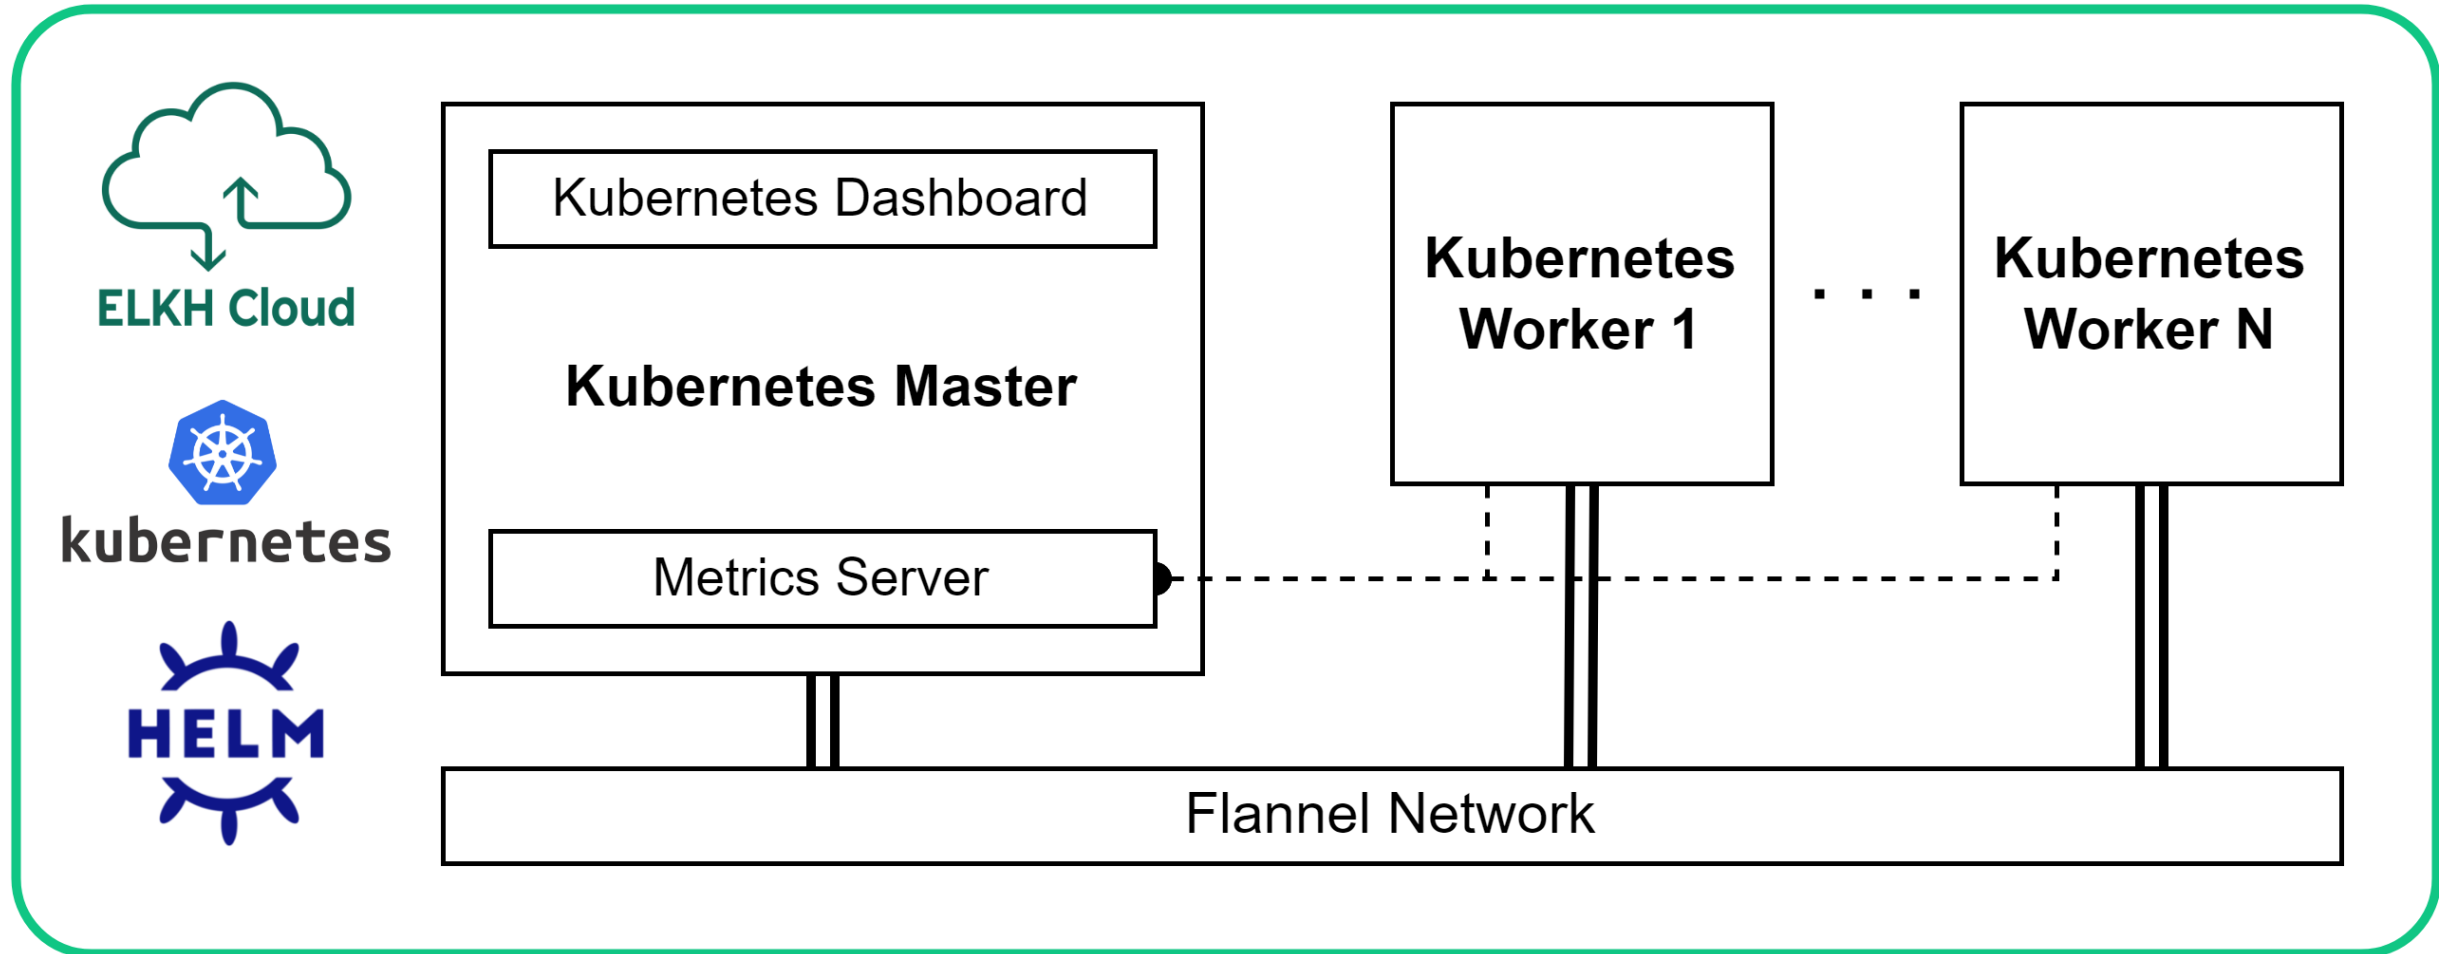 ELKH Cloud
kubernetes
HELM
Kubernetes Dashboard
Kubernetes Master
Metrics Server
Kubernetes
Worker 1
. . .
Kubernetes
Worker N
Flannel Network